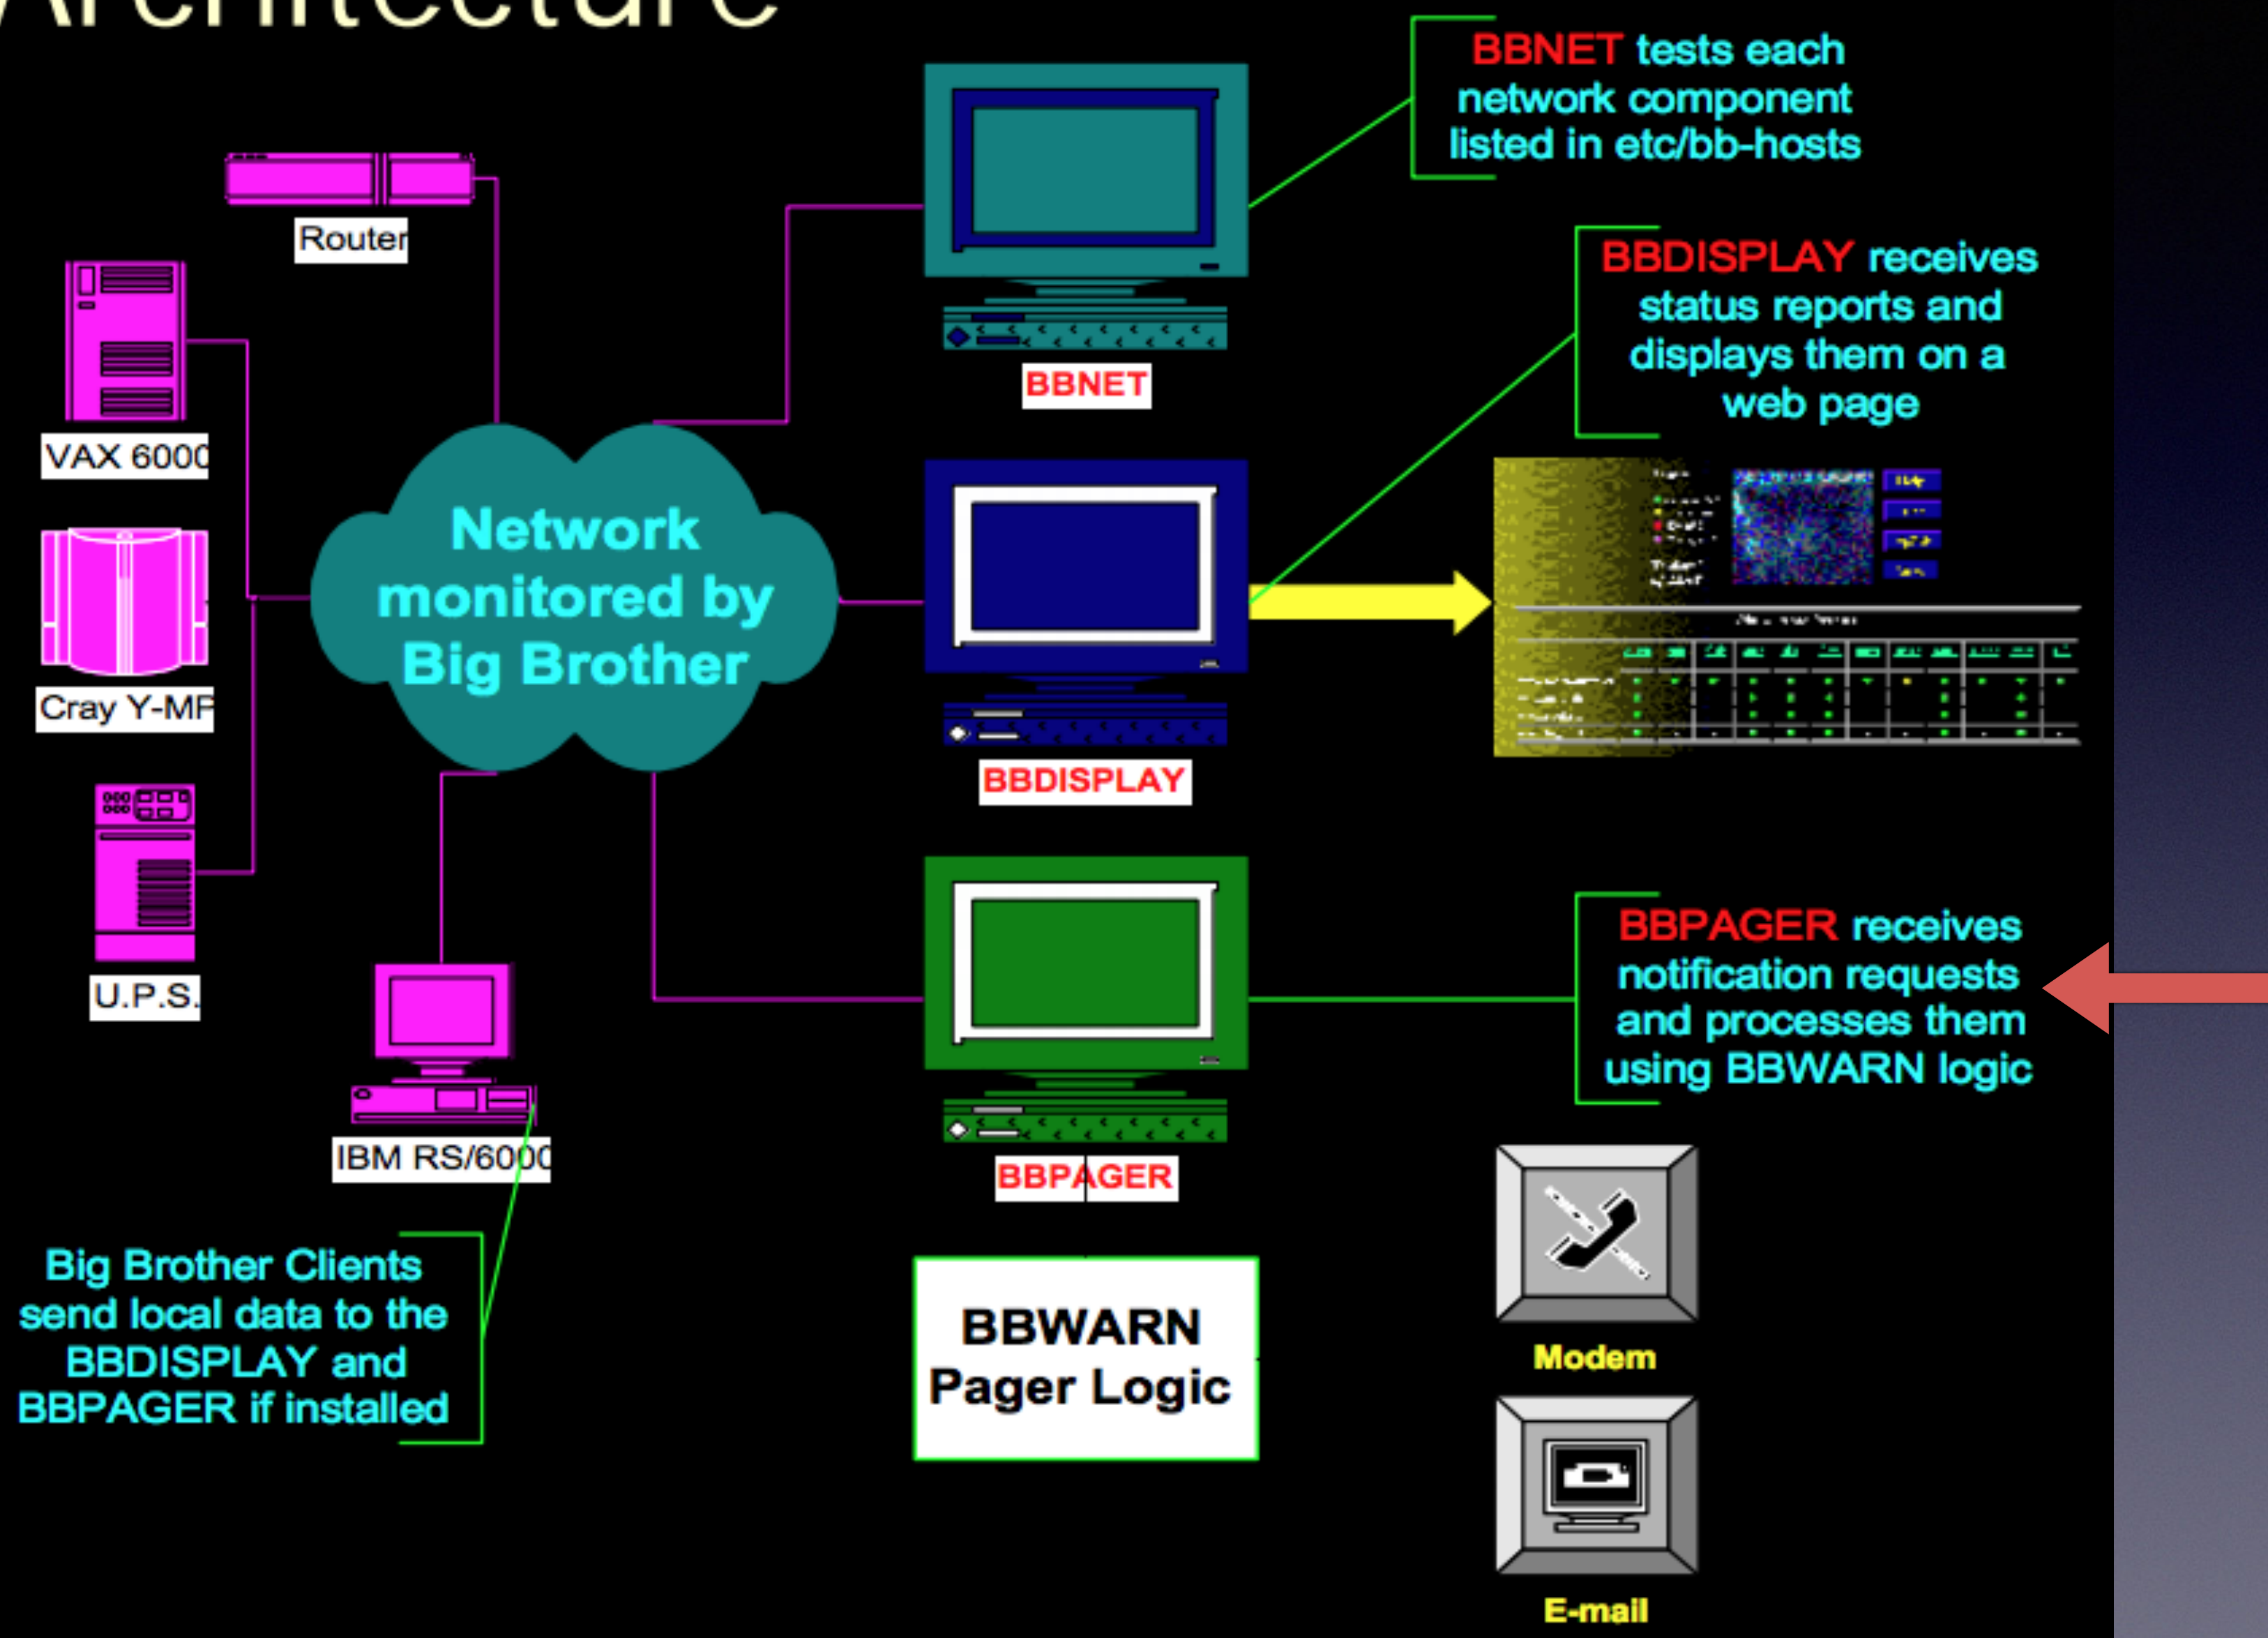 Architecture
BBNET tests each
network component
listed in etc/bb-hosts
Router
BBNET
BBDISPLAY receives
status reports and
displays them on a
web page
VAX 6000
Network
monitored by
Big Brother
Cray Y-MP
BBDISPLAY
U.P.S.
BBPAGER receives
notification requests
and processes them
using BBWARN logic
IBM RS/6000
BBPAGER
Big Brother Clients
send local data to the
BBDISPLAY and
BBPAGER if installed
BBWARN
Pager Logic
Modem
E-mail